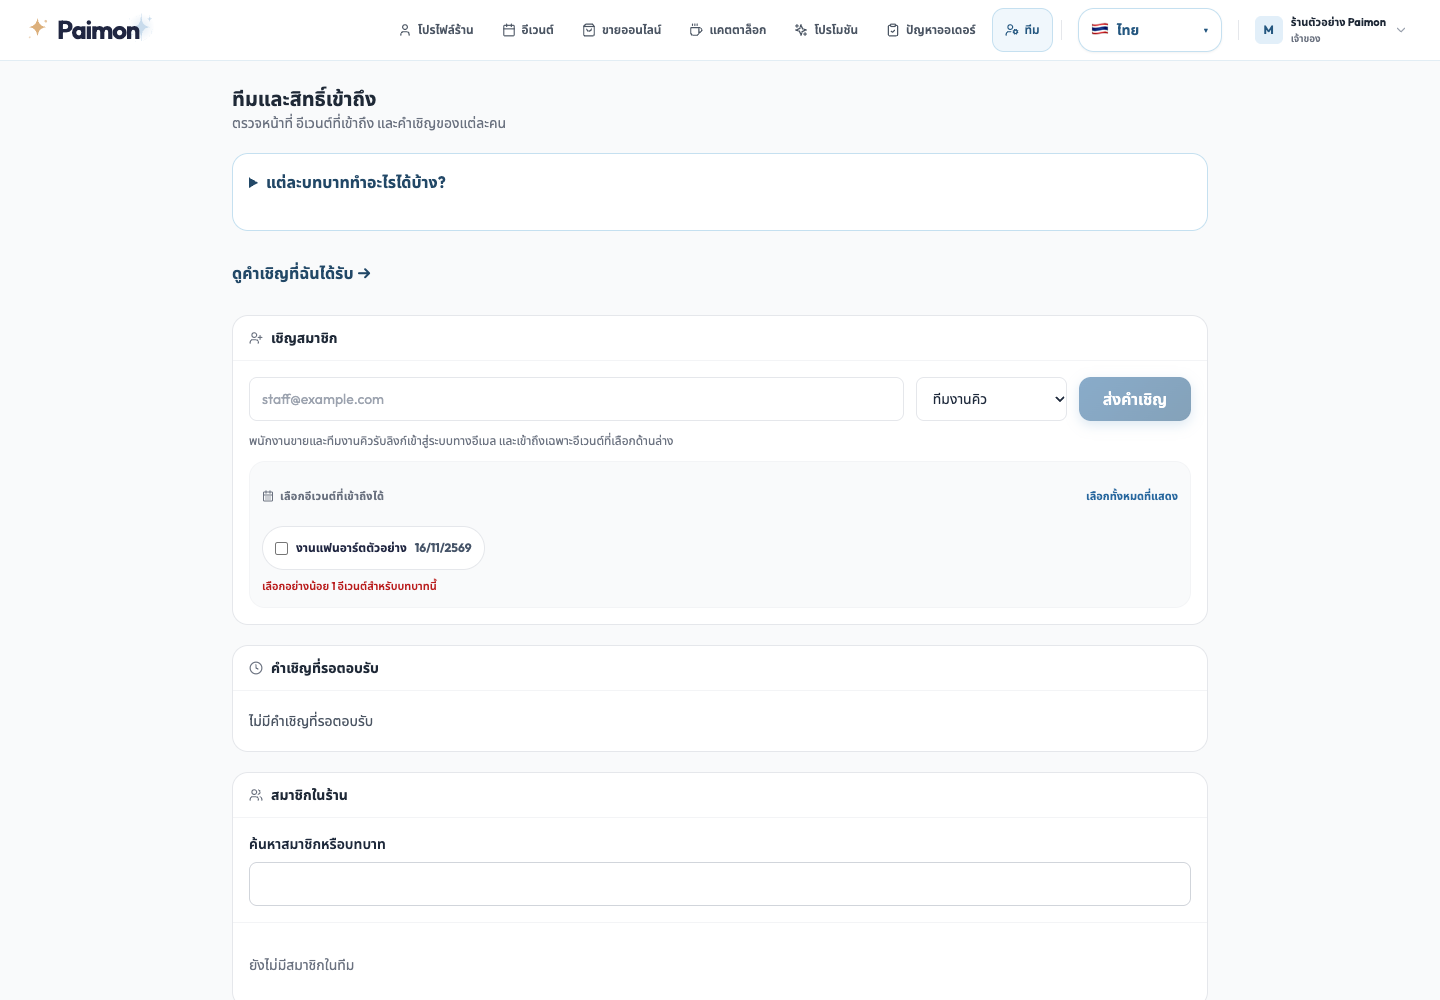 Paimon
โปรไฟล์ร้าน
อีเวนต์
ขายออนไลน์
แคตตาล็อก
โปรโมชัน
ปัญหาออเดอร์
ทีม
ไทย
M
ร้านตัวอย่าง Paimon
เจ้าของ
ทีมและสิทธิ์เข้าถึง
ตรวจหน้าที่ อีเวนต์ที่เข้าถึง และคำเชิญของแต่ละคน
แต่ละบทบาททำอะไรได้บ้าง?
ดูคำเชิญที่ฉันได้รับ →
เชิญสมาชิก
staff@example.com
ทีมงานคิว
ส่งคำเชิญ
พนักงานขายและทีมงานคิวรับลิงก์เข้าสู่ระบบทางอีเมล และเข้าถึงเฉพาะอีเวนต์ที่เลือกด้านล่าง
เลือกอีเวนต์ที่เข้าถึงได้
เลือกทั้งหมดที่แสดง
งานแฟนอาร์ตตัวอย่าง 16/11/2569
เลือกอย่างน้อย 1 อีเวนต์สำหรับบทบาทนี้
คำเชิญที่รอตอบรับ
ไม่มีคำเชิญที่รอตอบรับ
สมาชิกในร้าน
ค้นหาสมาชิกหรือบทบาท
ยังไม่มีสมาชิกในทีม